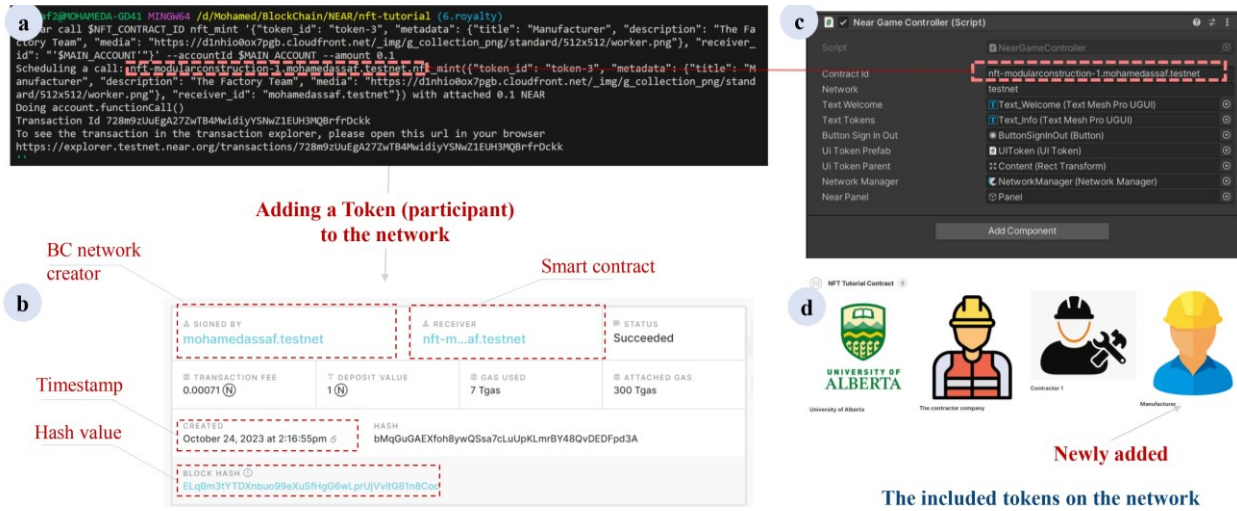 a
af2@MOHAMEDA-GD41 MINGW64 /d/Mohamed/BlockChain/NEAR/nft-tutorial (6.royalty)
ar call $NFT_CONTRACT_ID nft_mint '{"token_id": "token-3", "metadata": {"title": "Manufacturer", "description": "The Fa
ctory Team", "media": "https://d1nhio0ox7pgb.cloudfront.net/_img/g_collection_png/standard/512x512/worker.png"}, "receiver_
id": "'$MAIN_ACCOUNT'"}' --accountId $MAIN_ACCOUNT --amount 0.1
Scheduling a call: nft-modularconstruction-1.mohamedassaf.testnet.nft_mint({"token_id": "token-3", "metadata": {"title": "M
anufacturer", "description": "The Factory Team", "media": "https://d1nhio0ox7pgb.cloudfront.net/_img/g_collection_png/stand
ard/512x512/worker.png"}, "receiver_id": "mohamedassaf.testnet"}) with attached 0.1 NEAR
Doing account.functionCall()
Transaction Id 728m9zUuEgA27ZwTB4MwidiyYSNwZ1EUH3MQBrfrDckk
To see the transaction in the transaction explorer, please open this url in your browser
https://explorer.testnet.near.org/transactions/728m9zUuEgA27ZwTB4MwidiyYSNwZ1EUH3MQBrfrDckk
''
c
Near Game Controller (Script)
Script
NearGameController
Contract Id
nft-modularconstruction-1.mohamedassaf.testnet
Network
testnet
Text Welcome
Text_Welcome (Text Mesh Pro UGUI)
Text Tokens
Text_Info (Text Mesh Pro UGUI)
Button Sign In Out
ButtonSignInOut (Button)
Ui Token Prefab
UIToken (UI Token)
Ui Token Parent
Content (Rect Transform)
Network Manager
NetworkManager (Network Manager)
Near Panel
Panel
Add Component
Adding a Token (participant)
to the network
BC network
creator
Smart contract
b
SIGNED BY
mohamedassaf.testnet
RECEIVER
nft-m...af.testnet
STATUS
Succeeded
Timestamp
TRANSACTION FEE
0.00071 N
DEPOSIT VALUE
1 N
GAS USED
7 Tgas
ATTACHED GAS
300 Tgas
Hash value
CREATED
October 24, 2023 at 2:16:55pm
HASH
bMqGuGAEXfoh8ywQSsa7cLuUpKLmrBY48QvDEDFpd3A
BLOCK HASH
ELqBm3tYTDXnbuo99eXuSfHgG6wLprUjVvitG81n8Coc
NFT Tutorial Contract
d
UNIVERSITY OF
ALBERTA
University of Alberta
The contractor company
Contractor 1
Manufacturer
Newly added
The included tokens on the network